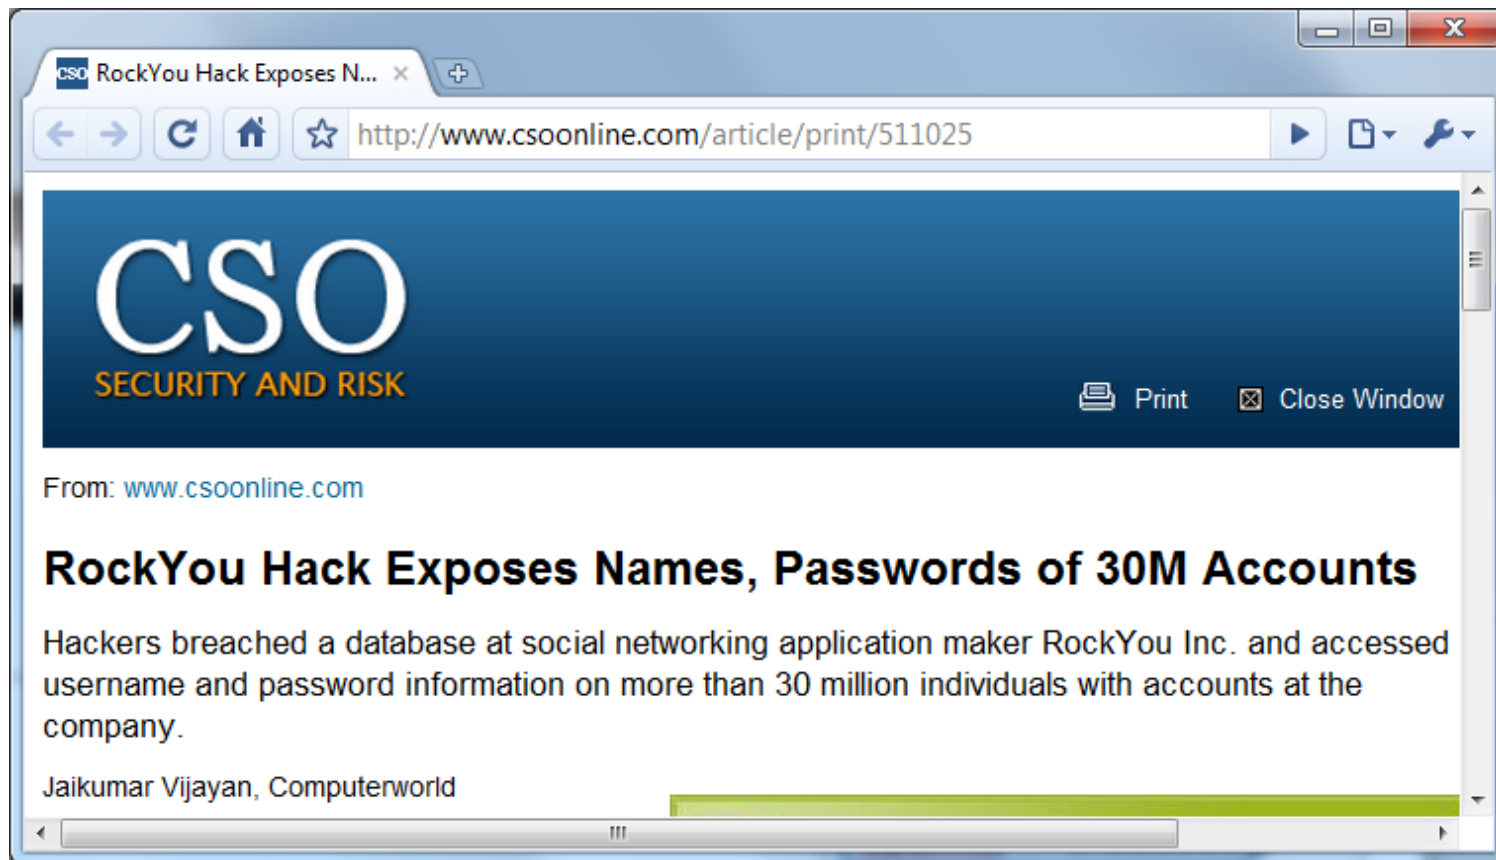 RockYou Hack Exposes N...
http://www.csoonline.com/article/print/511025
CSO
SECURITY AND RISK
Print
Close Window
From: www.csoonline.com
RockYou Hack Exposes Names, Passwords of 30M Accounts
Hackers breached a database at social networking application maker RockYou Inc. and accessed
username and password information on more than 30 million individuals with accounts at the
company.
Jaikumar Vijayan, Computerworld